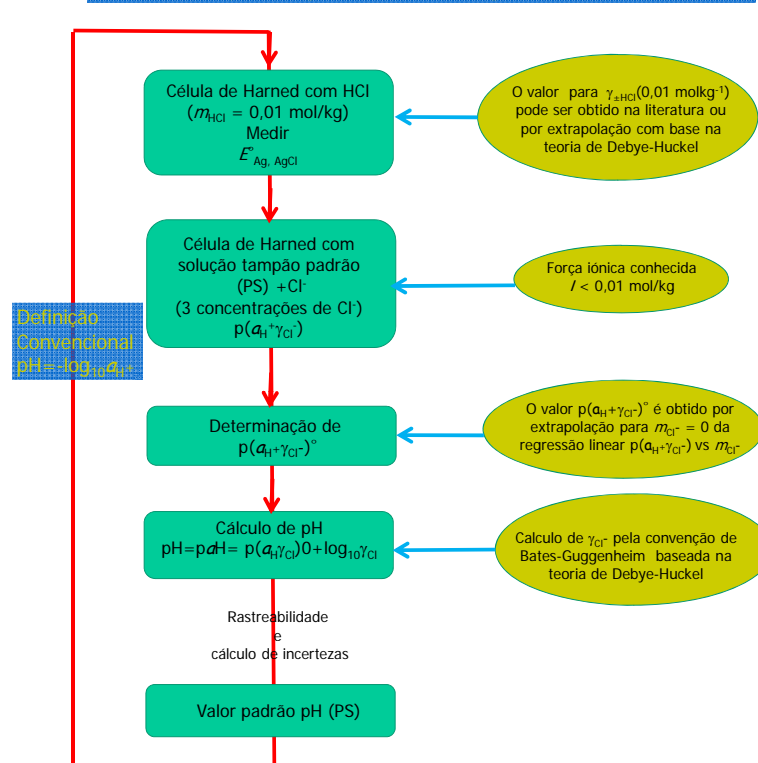 Célula de Harned com HCl
(mHCl = 0,01 mol/kg)
Medir
E°Ag, AgCl
O valor para γ±HCl(0,01 molkg-1)
pode ser obtido na literatura ou
por extrapolação com base na
teoria de Debye-Huckel
Célula de Harned com
solução tampão padrão
(PS) +Cl-
(3 concentrações de Cl-)
p(aH+γCl-)
Força iónica conhecida
I < 0,01 mol/kg
Definição
Convencional
pH=-log10aH+
Determinação de
p(aH+γCl-)°
O valor p(aH+γCl-)° é obtido por
extrapolação para mCl- = 0 da
regressão linear p(aH+γCl-) vs mCl-
Cálculo de pH
pH=paH= p(aHγCl)0+log10γCl
Calculo de γCl- pela convenção de
Bates-Guggenheim baseada na
teoria de Debye-Huckel
Rastreabilidade
e
cálculo de incertezas
Valor padrão pH (PS)